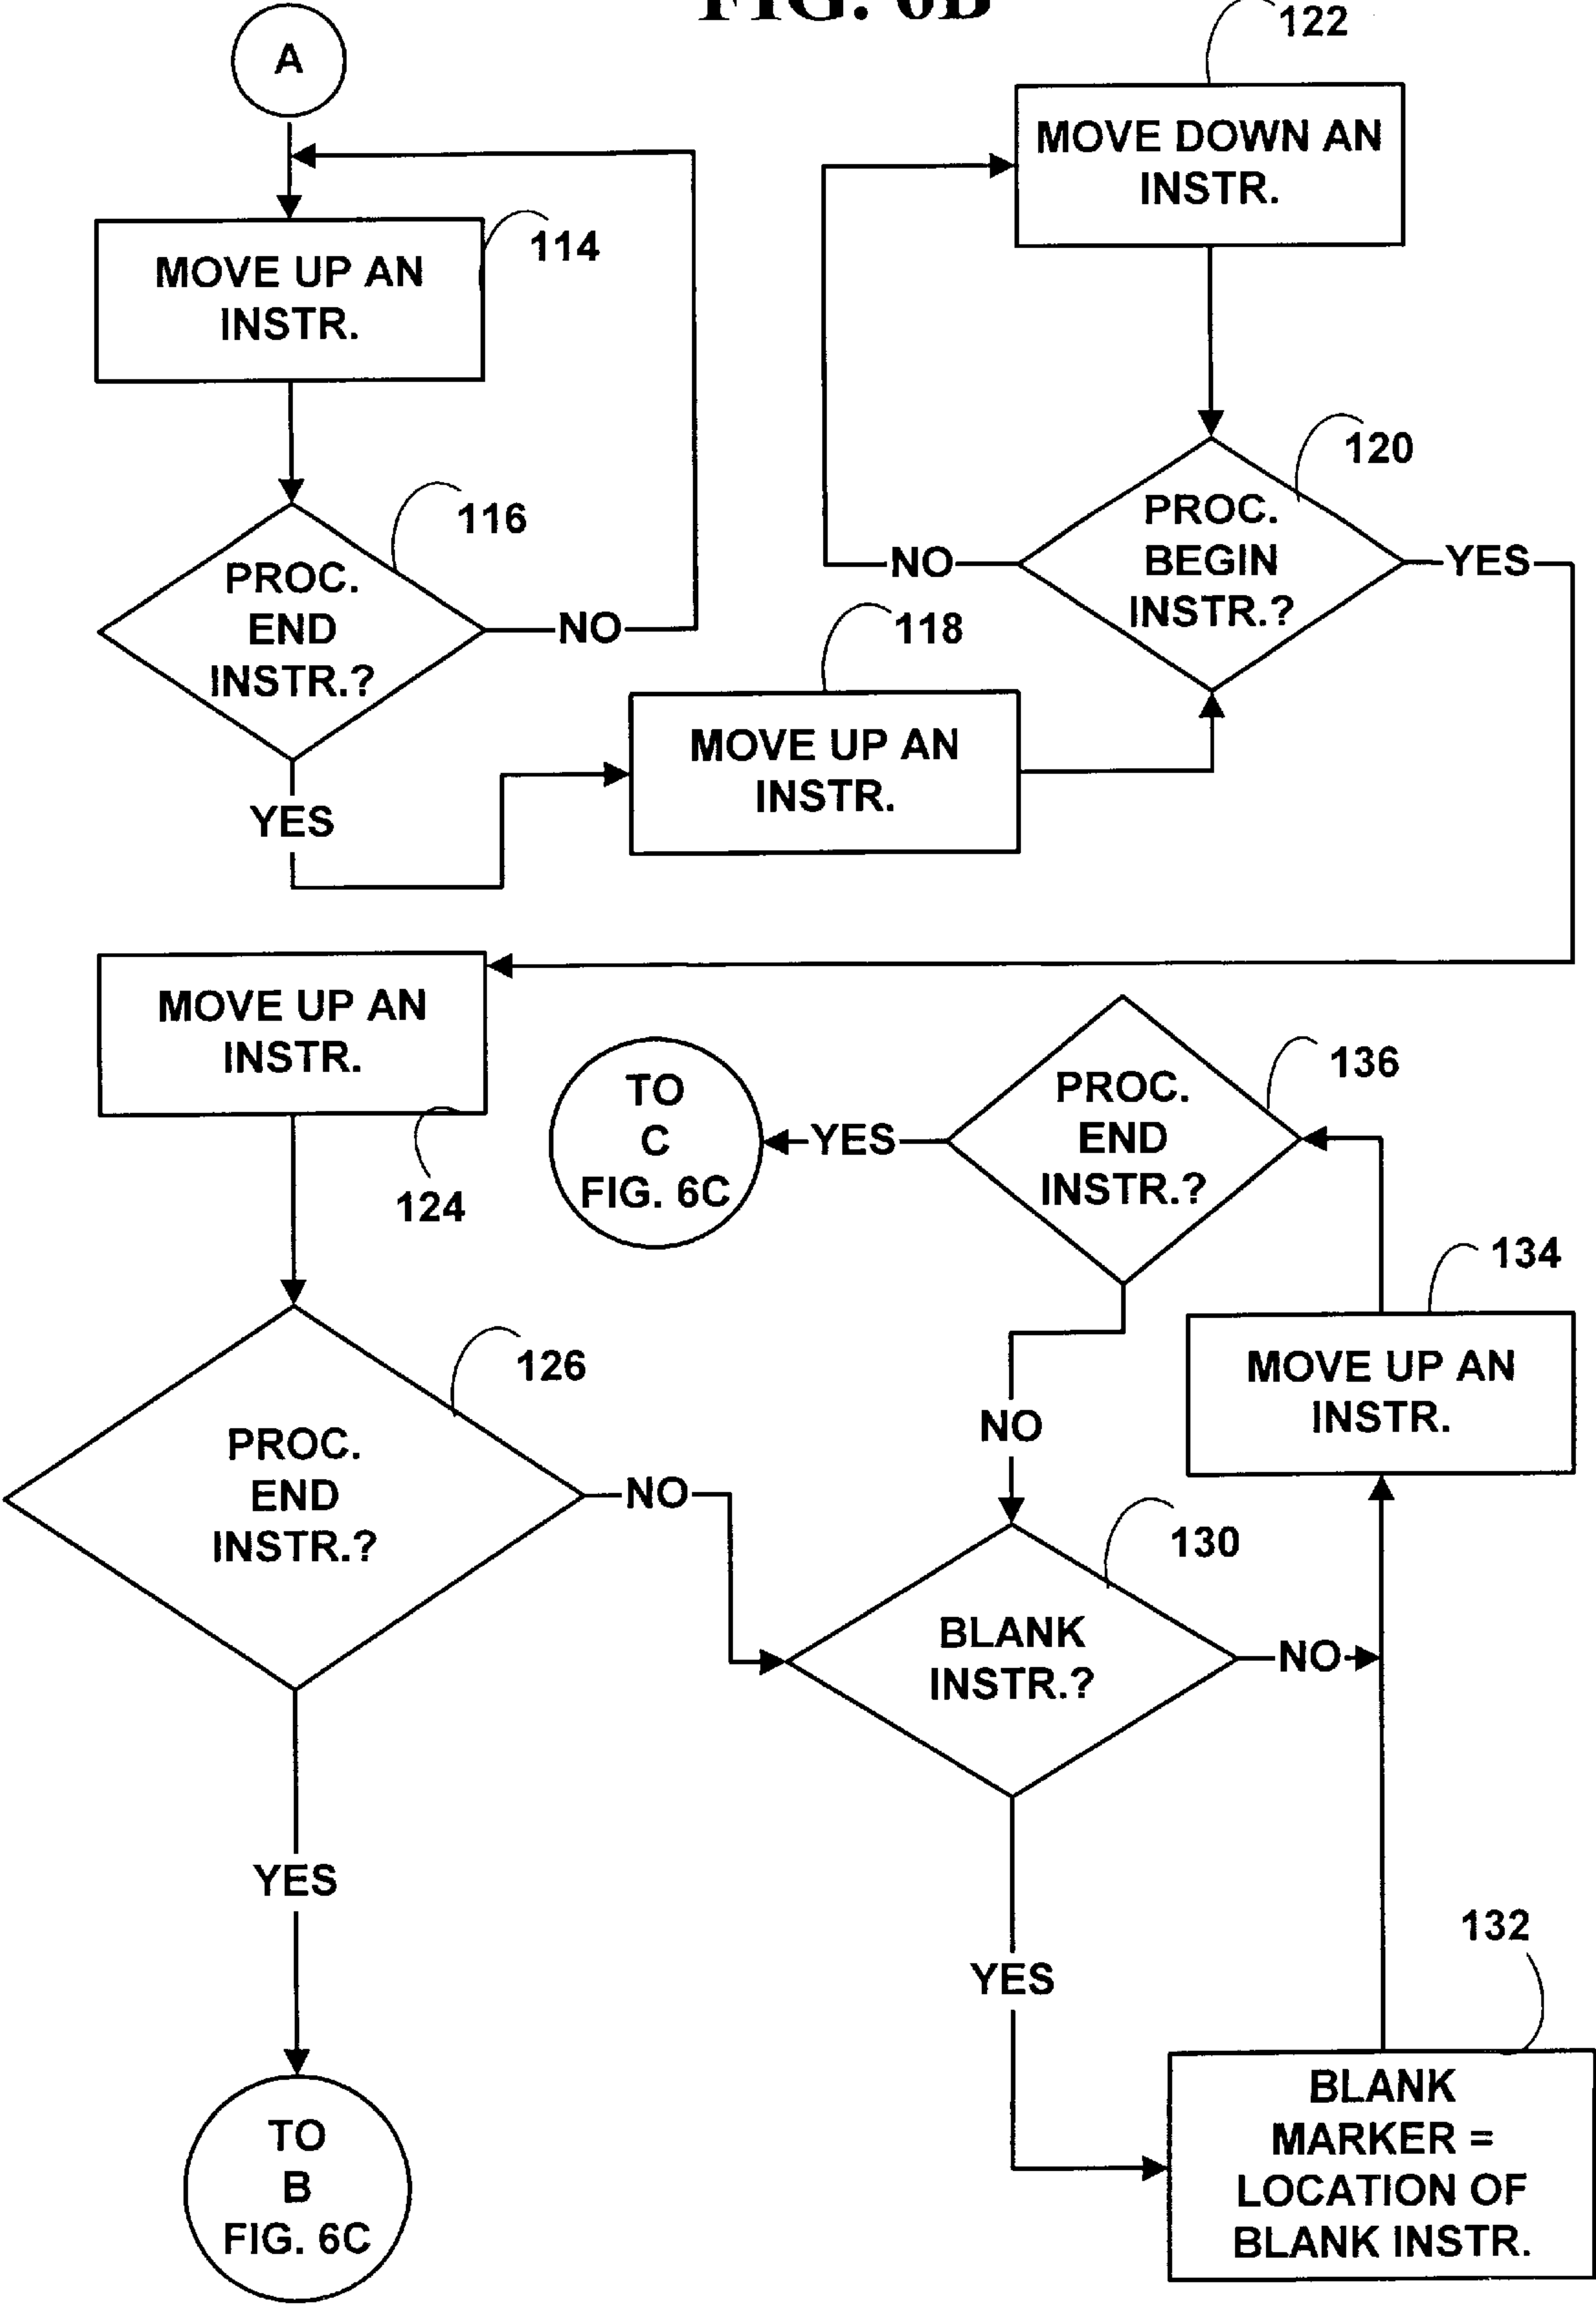 FIG. 6B
A
122
MOVE DOWN AN
INSTR.
114
MOVE UP AN
INSTR.
120
PROC.
BEGIN
INSTR.?
NO
YES
116
PROC.
END
INSTR.?
NO
YES
118
MOVE UP AN
INSTR.
MOVE UP AN
INSTR.
124
TO
C
FIG. 6C
YES
136
PROC.
END
INSTR.?
NO
134
MOVE UP AN
INSTR.
126
PROC.
END
INSTR.?
NO
YES
130
BLANK
INSTR.?
NO
YES
132
BLANK
MARKER =
LOCATION OF
BLANK INSTR.
TO
B
FIG. 6C